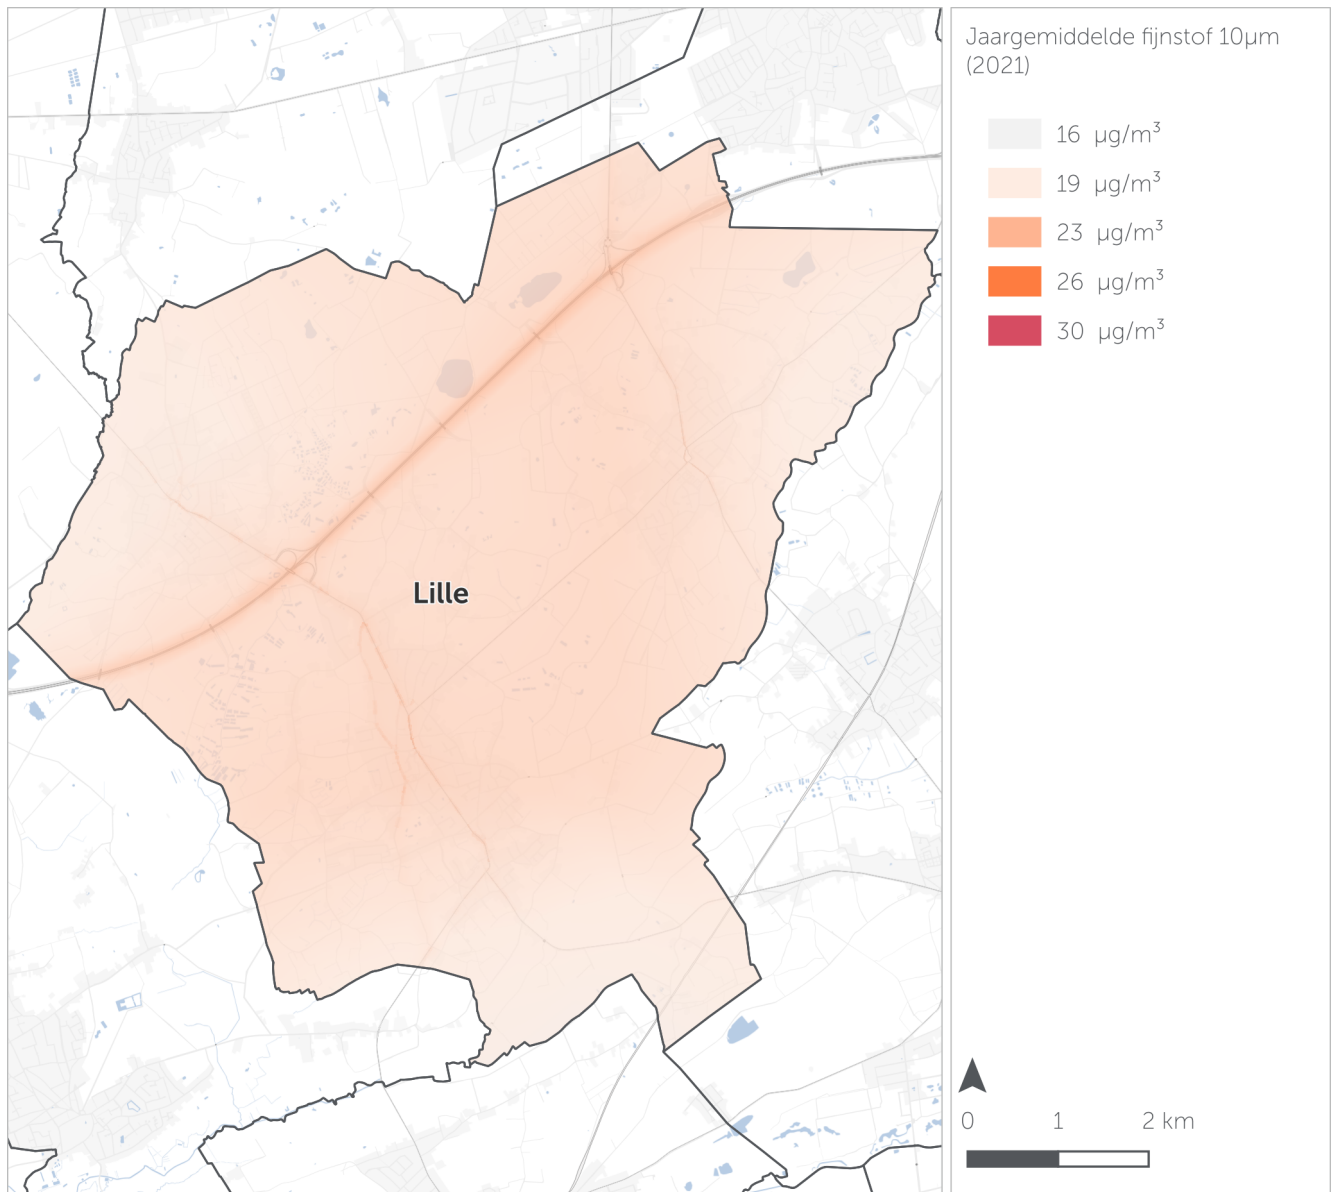 Jaargemiddelde fijnstof 10µm
(2021)
16 µg/m³
19 µg/m³
23 µg/m³
26 µg/m³
30 µg/m³
Lille
0 1 2 km